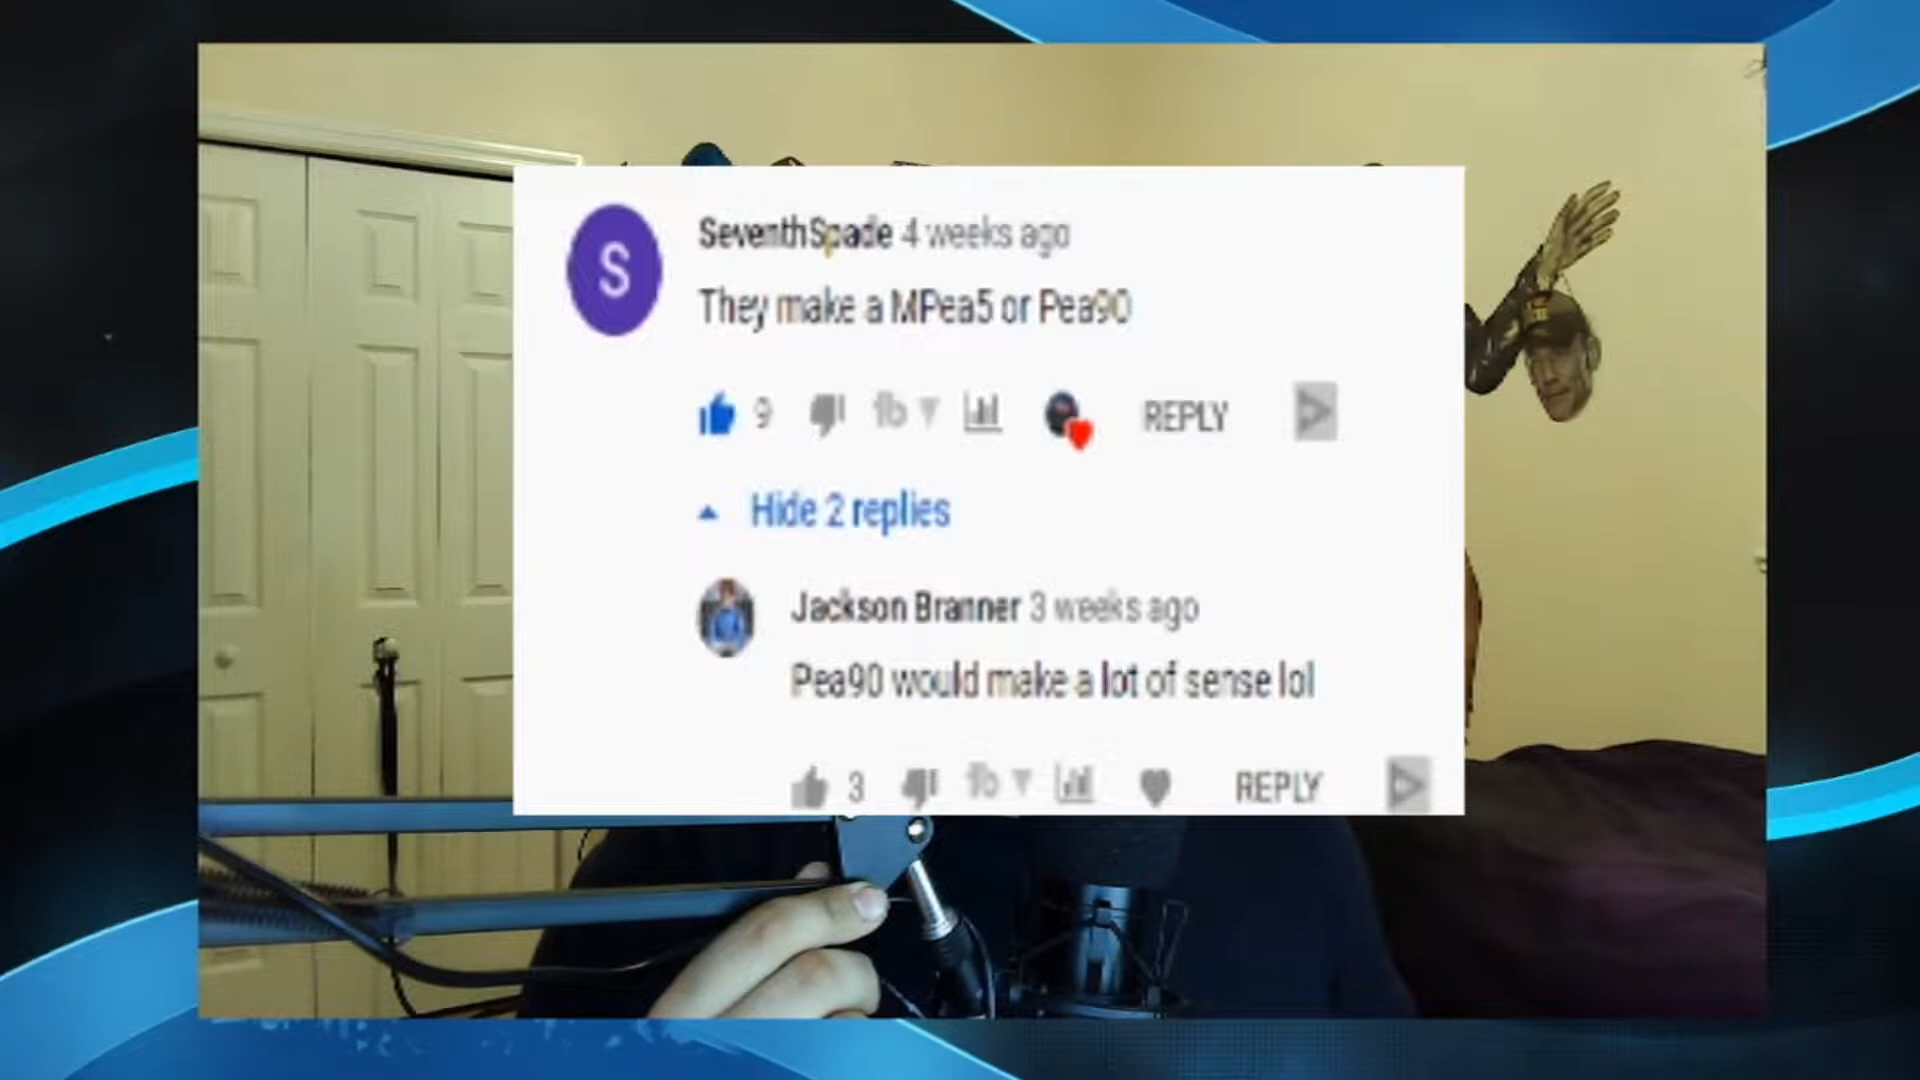 S
SeventhSpade 4 weeks ago
They make a MPea5 or Pea90
9 REPLY
Hide 2 replies
Jackson Branner 3 weeks ago
Pea90 would make a lot of sense lol
3 REPLY